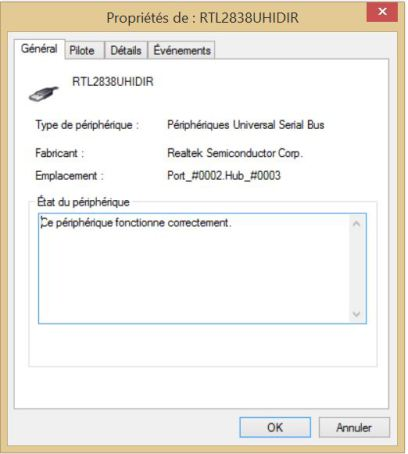 Propriétés de : RTL2838UHIDIR
Général Pilote Détails Événements
RTL2838UHIDIR
Type de périphérique : Périphériques Universal Serial Bus
Fabricant : Realtek Semiconductor Corp.
Emplacement : Port_#0002.Hub_#0003
État du périphérique
Ce périphérique fonctionne correctement.
OK Annuler